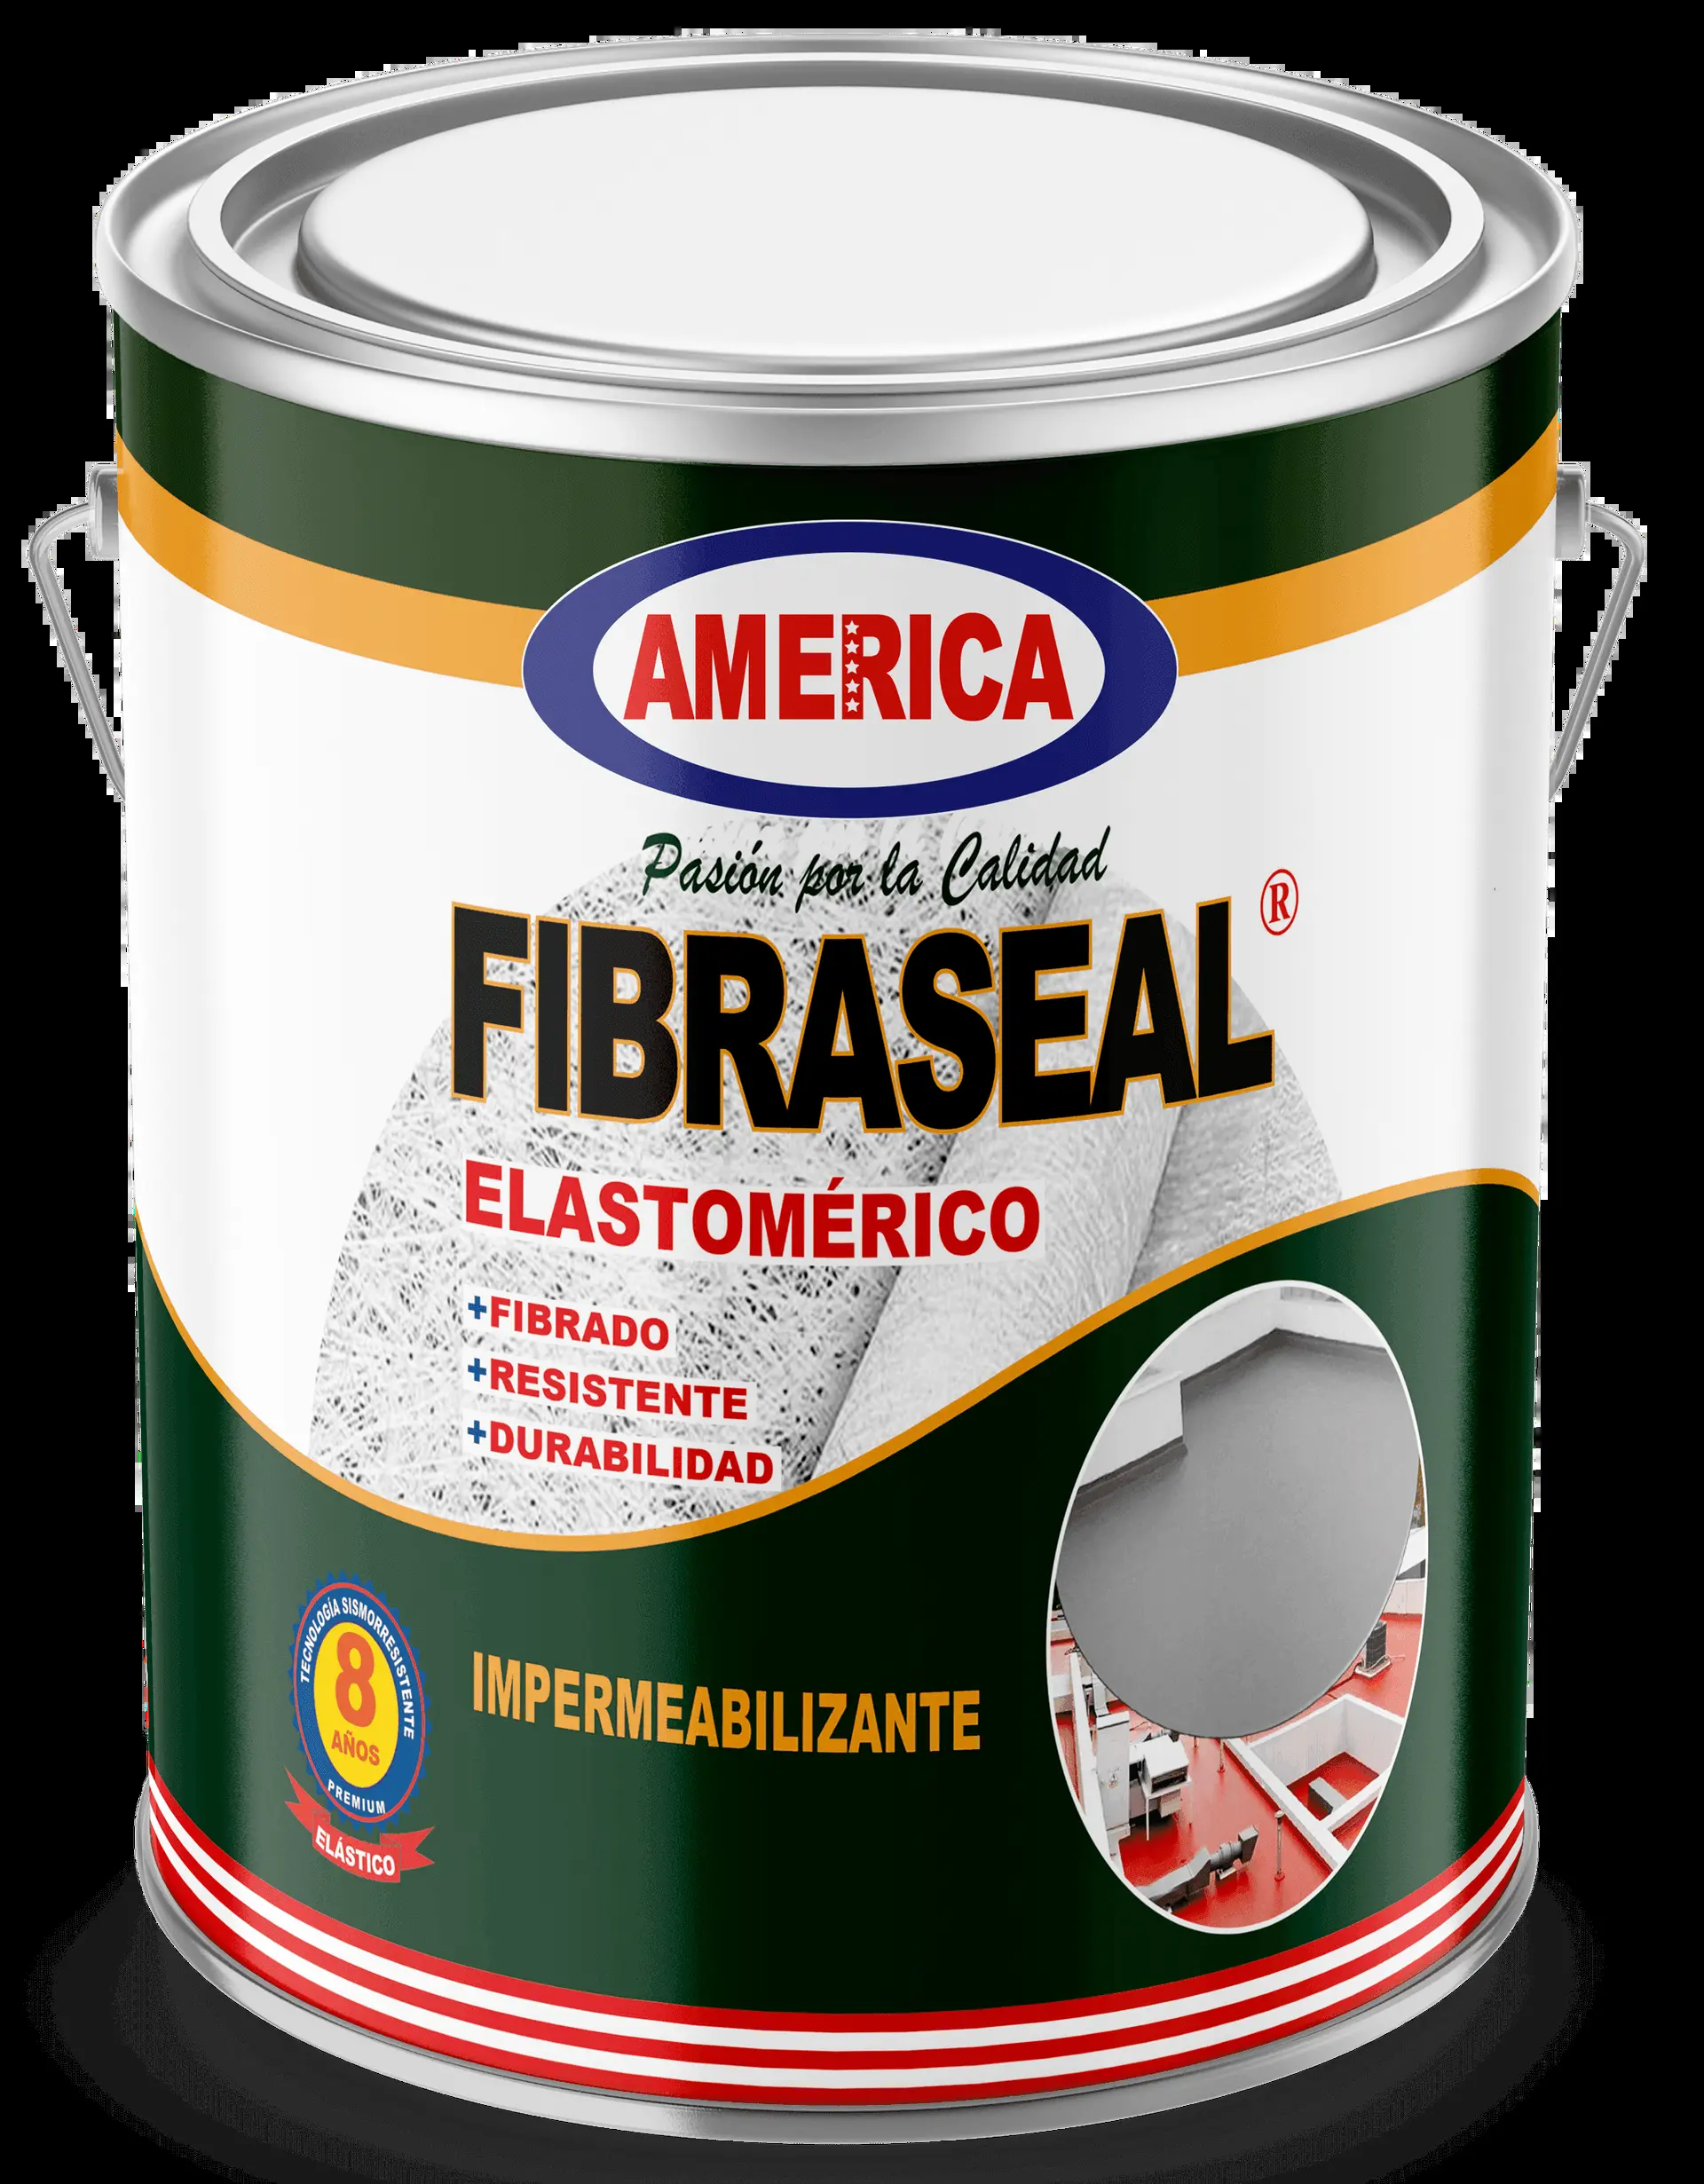 AMERICA
Pasión por la Calidad
FIBRASEAL®
ELASTOMÉRICO
+FIBRADO
+RESISTENTE
+DURABILIDAD
TECNOLOGÍA SISMORRESISTENTE
8
AÑOS
PREMIUM
ELÁSTICO
IMPERMEABILIZANTE